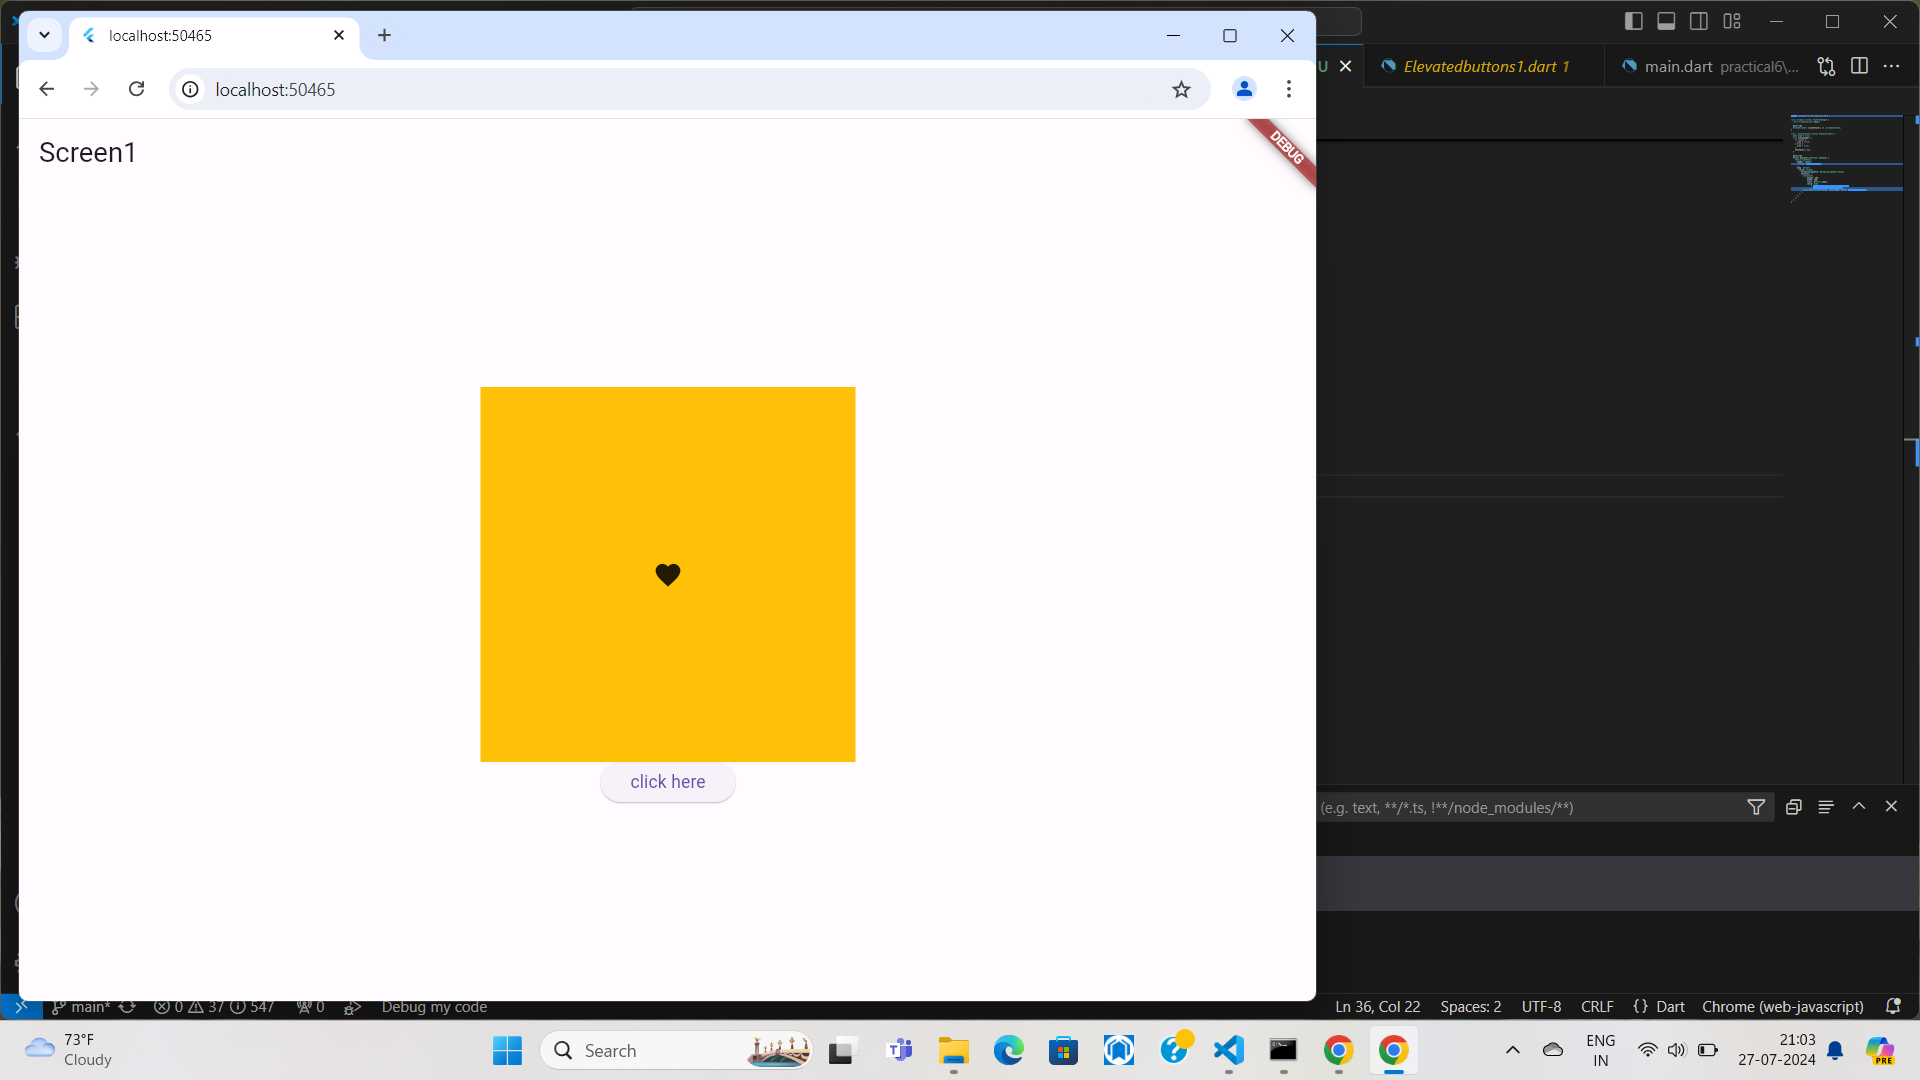 localhost:50465
localhost:50465
Screen1
DEBUG
click here
U
Elevatedbuttons1.dart 1
main.dart practical6\...
(e.g. text, **/*.ts, !**/node_modules/**)
main* 0 37 547 0 Debug my code
Ln 36, Col 22 Spaces: 2 UTF-8 CRLF {} Dart Chrome (web-javascript)
73°F
Cloudy
Search
PRE
ENG
IN
21:03
27-07-2024